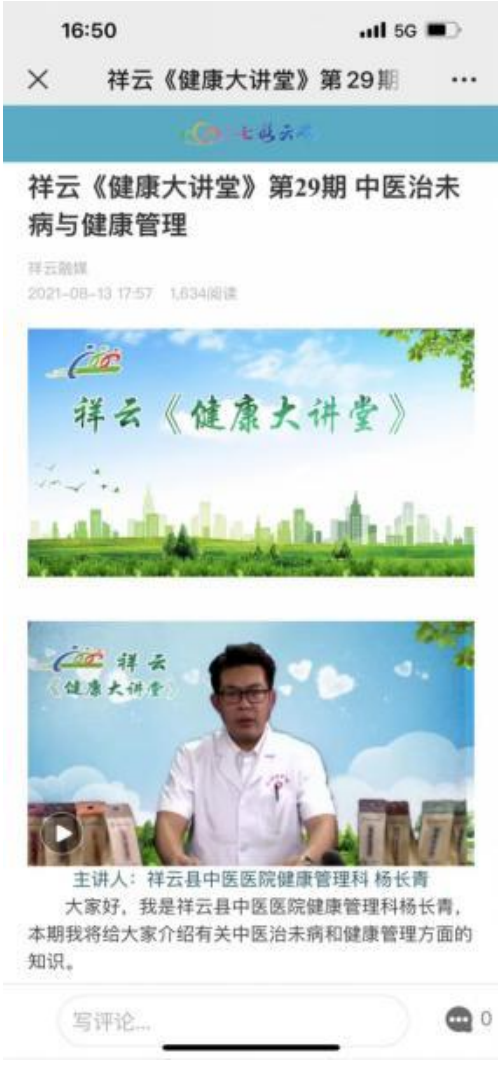 16:50
5G
祥云《健康大讲堂》第29期
七彩云
祥云《健康大讲堂》第29期 中医治未
病与健康管理
祥云融媒
2021-08-13 17:57 1,634阅读
祥云《健康大讲堂》
祥云
《健康大讲堂》
主讲人：祥云县中医医院健康管理科 杨长青
大家好，我是祥云县中医医院健康管理科杨长青，
本期我将给大家介绍有关中医治未病和健康管理方面的
知识。
写评论...
0